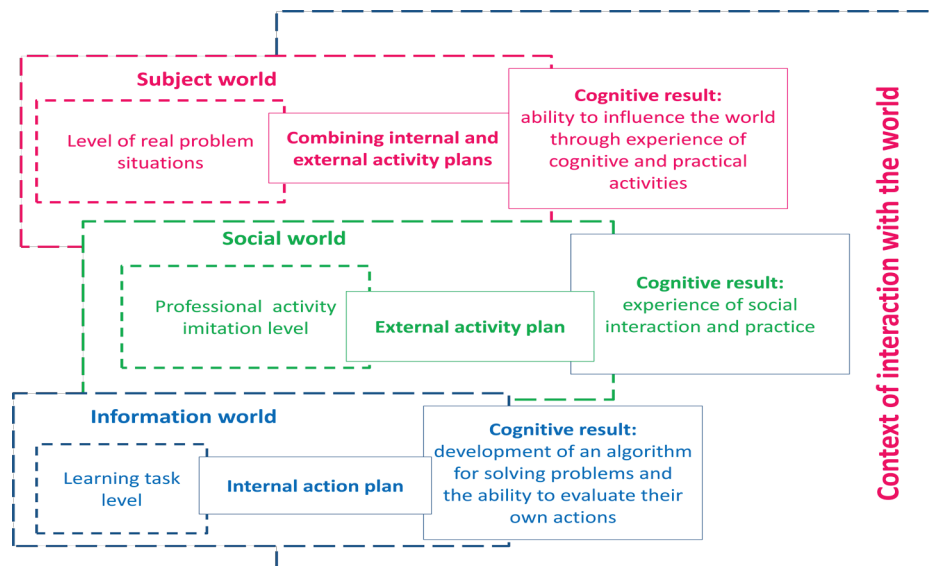 Subject world
Level of real problem
situations
Combining internal and
external activity plans
Cognitive result:
ability to influence the world
through experience of
cognitive and practical
activities
Social world
Professional activity
imitation level
External activity plan
Cognitive result:
experience of social
interaction and practice
Information world
Learning task
level
Internal action plan
Cognitive result:
development of an algorithm
for solving problems and
the ability to evaluate their
own actions
Context of interaction with the world